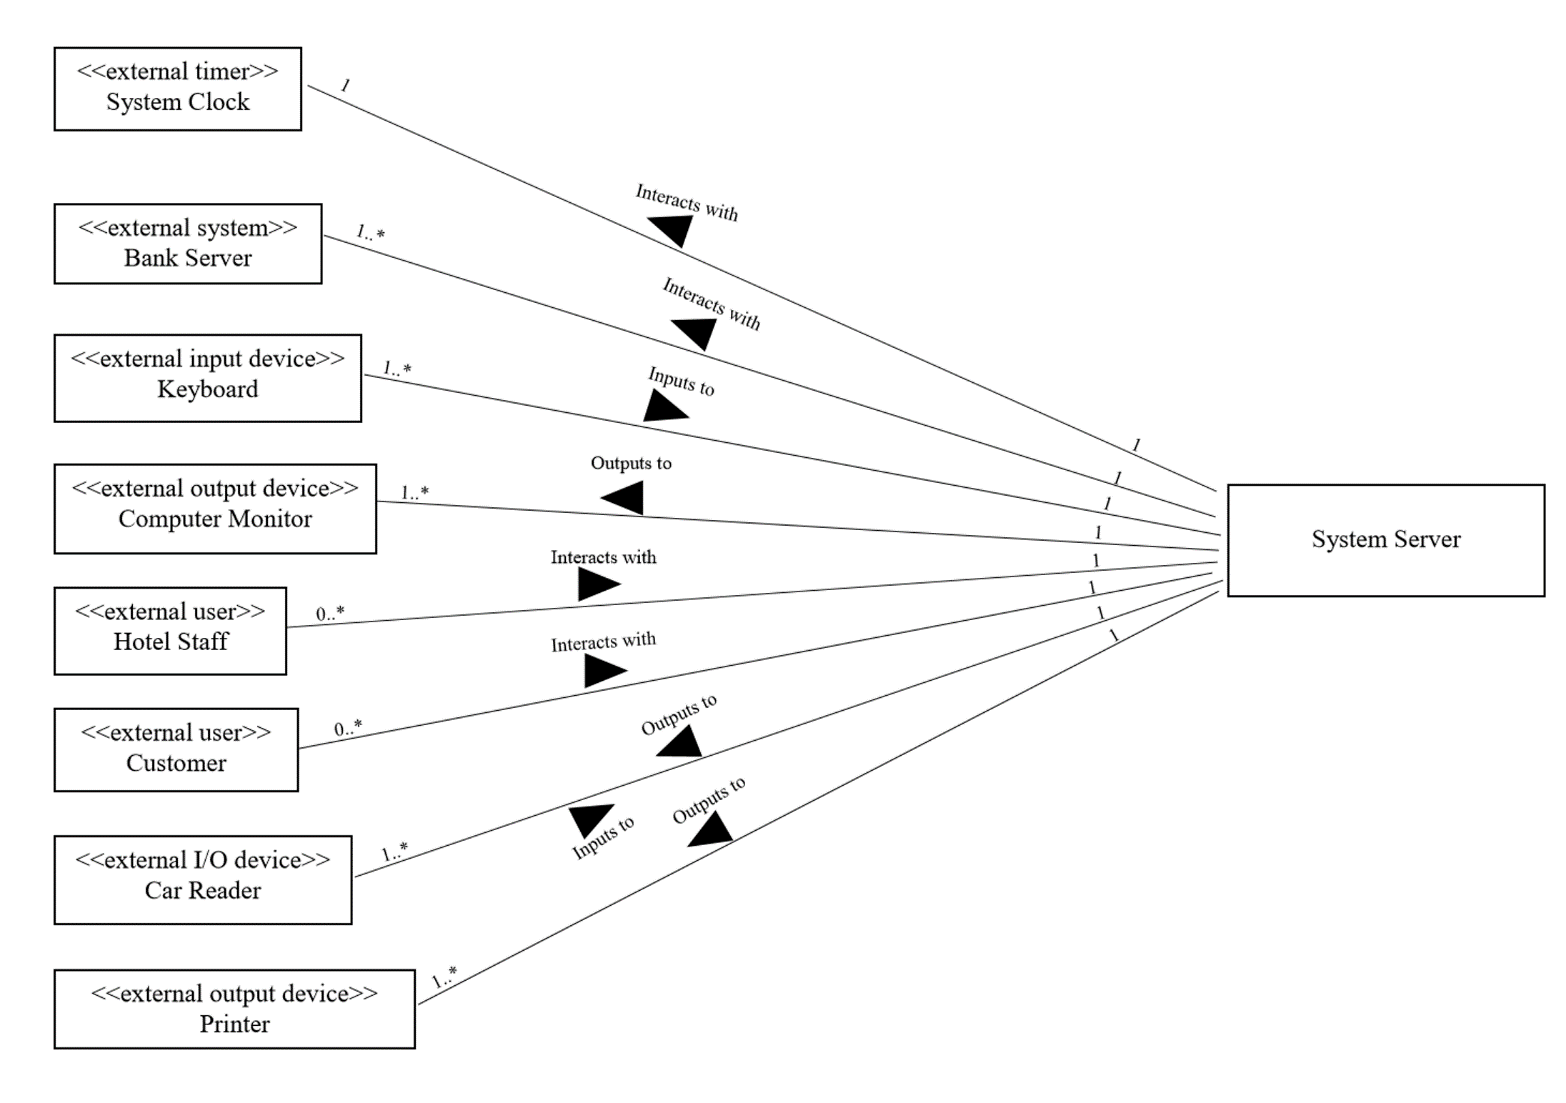 <<external timer>>
System Clock
1
Interacts with
1
<<external system>>
Bank Server
1..*
Interacts with
1
<<external input device>>
Keyboard
1..*
Inputs to
1
<<external output device>>
Computer Monitor
1..*
Outputs to
1
System Server
<<external user>>
Hotel Staff
0..*
Interacts with
1
<<external user>>
Customer
0..*
Interacts with
1
<<external I/O device>>
Car Reader
1..*
Outputs to
Inputs to
1
<<external output device>>
Printer
1..*
Outputs to
1